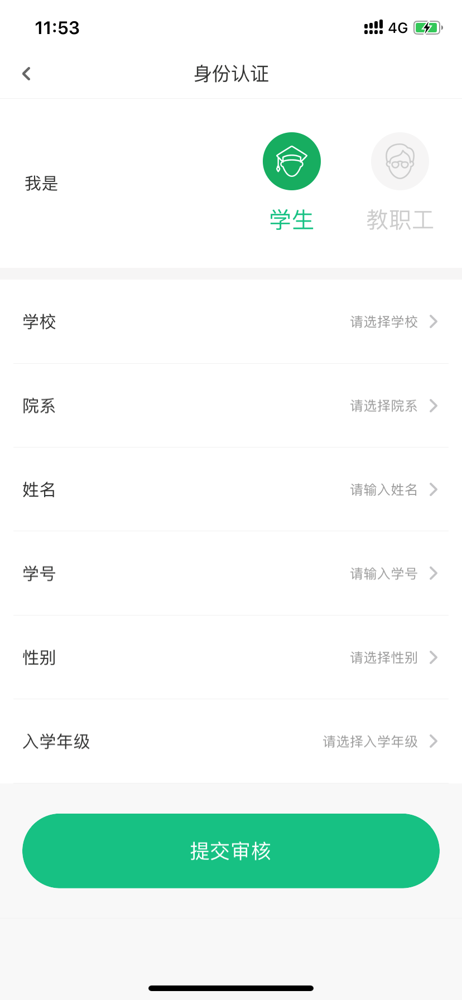 11:53 4G
身份认证
我是
学生 教职工
学校 请选择学校
院系 请选择院系
姓名 请输入姓名
学号 请输入学号
性别 请选择性别
入学年级 请选择入学年级
提交审核